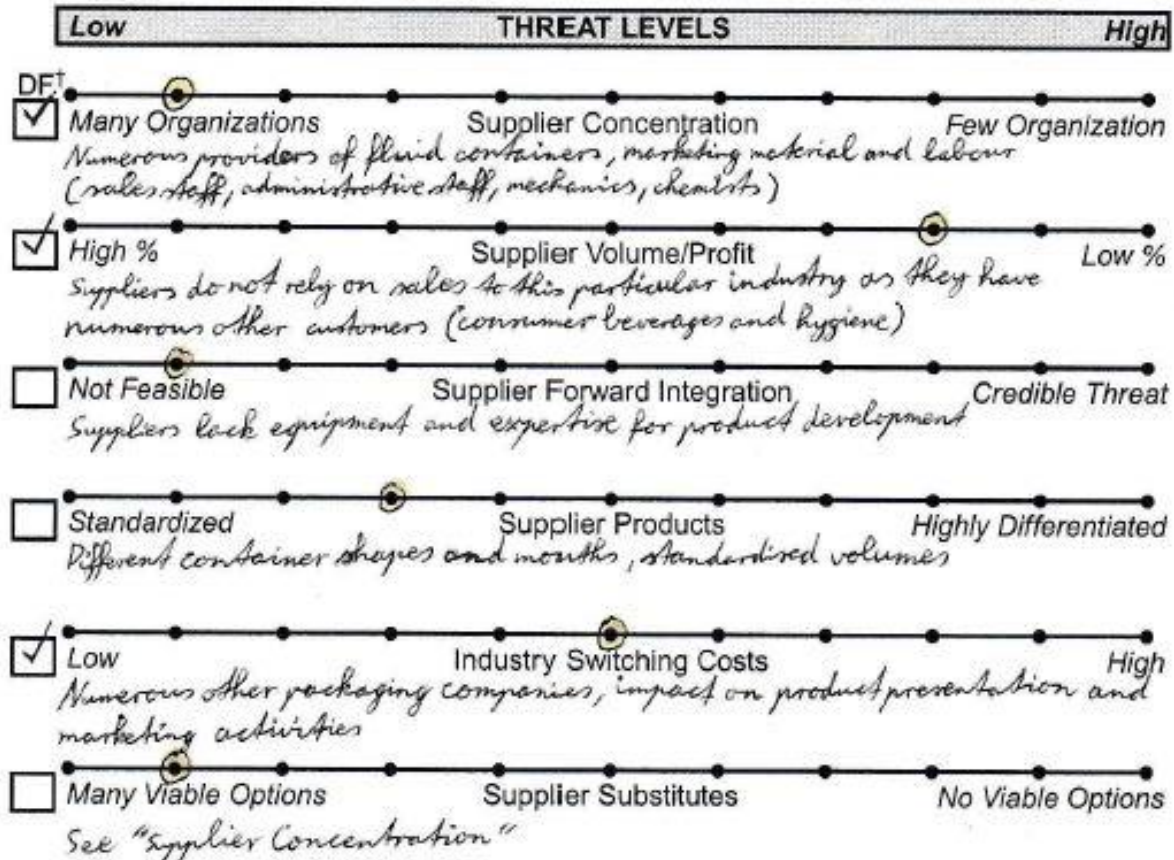 Low THREAT LEVELS High
DF†
Many Organizations Supplier Concentration Few Organization
Numerous providers of fluid containers, marketing material and labour
(sales staff, administrative staff, mechanics, chemists)
High % Supplier Volume/Profit Low %
Suppliers do not rely on sales to this particular industry as they have
numerous other customers (consumer beverages and hygiene)
Not Feasible Supplier Forward Integration Credible Threat
Suppliers lack equipment and expertise for product development
Standardized Supplier Products Highly Differentiated
Different container shapes and mouths, standardised volumes
Low Industry Switching Costs High
Numerous other packaging companies, impact on product presentation and
marketing activities
Many Viable Options Supplier Substitutes No Viable Options
See "Supplier Concentration"